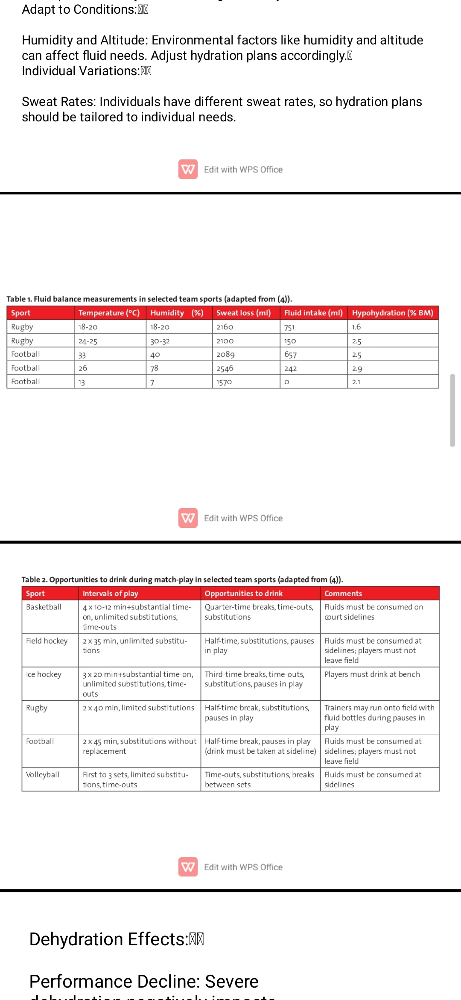 Adapt to Conditions:
Humidity and Altitude: Environmental factors like humidity and altitude
can affect fluid needs. Adjust hydration plans accordingly.
Individual Variations:
Sweat Rates: Individuals have different sweat rates, so hydration plans
should be tailored to individual needs.
Edit with WPS Office
Table 1. Fluid balance measurements in selected team sports (adapted from (4)).
Sport Temperature (°C) Humidity (%) Sweat loss (ml) Fluid intake (ml) Hypohydration (% BM)
Rugby 18-20 18-20 2160 751 1.6
Rugby 24-25 30-32 2100 150 2.5
Football 33 40 2089 657 2.5
Football 26 78 2546 242 2.9
Football 13 7 1570 0 2.1
Edit with WPS Office
Table 2. Opportunities to drink during match-play in selected team sports (adapted from (4)).
Sport Intervals of play Opportunities to drink Comments
Basketball 4 x 10-12 min+substantial time- Quarter-time breaks, time-outs, Fluids must be consumed on
on, unlimited substitutions, substitutions court sidelines
time-outs
Field hockey 2 x 35 min, unlimited substitu- Half-time, substitutions, pauses Fluids must be consumed at
tions in play sidelines; players must not
leave field
Ice hockey 3 x 20 min+substantial time-on, Third-time breaks, time-outs, Players must drink at bench
unlimited substitutions, time- substitutions, pauses in play
outs
Rugby 2 x 40 min, limited substitutions Half-time break, substitutions, Trainers may run onto field with
pauses in play fluid bottles during pauses in
play
Football 2 x 45 min, substitutions without Half-time break, pauses in play Fluids must be consumed at
replacement (drink must be taken at sideline) sidelines; players must not
leave field
Volleyball First to 3 sets, limited substitu- Time-outs, substitutions, breaks Fluids must be consumed at
tions, time-outs between sets sidelines
Edit with WPS Office
Dehydration Effects:
Performance Decline: Severe